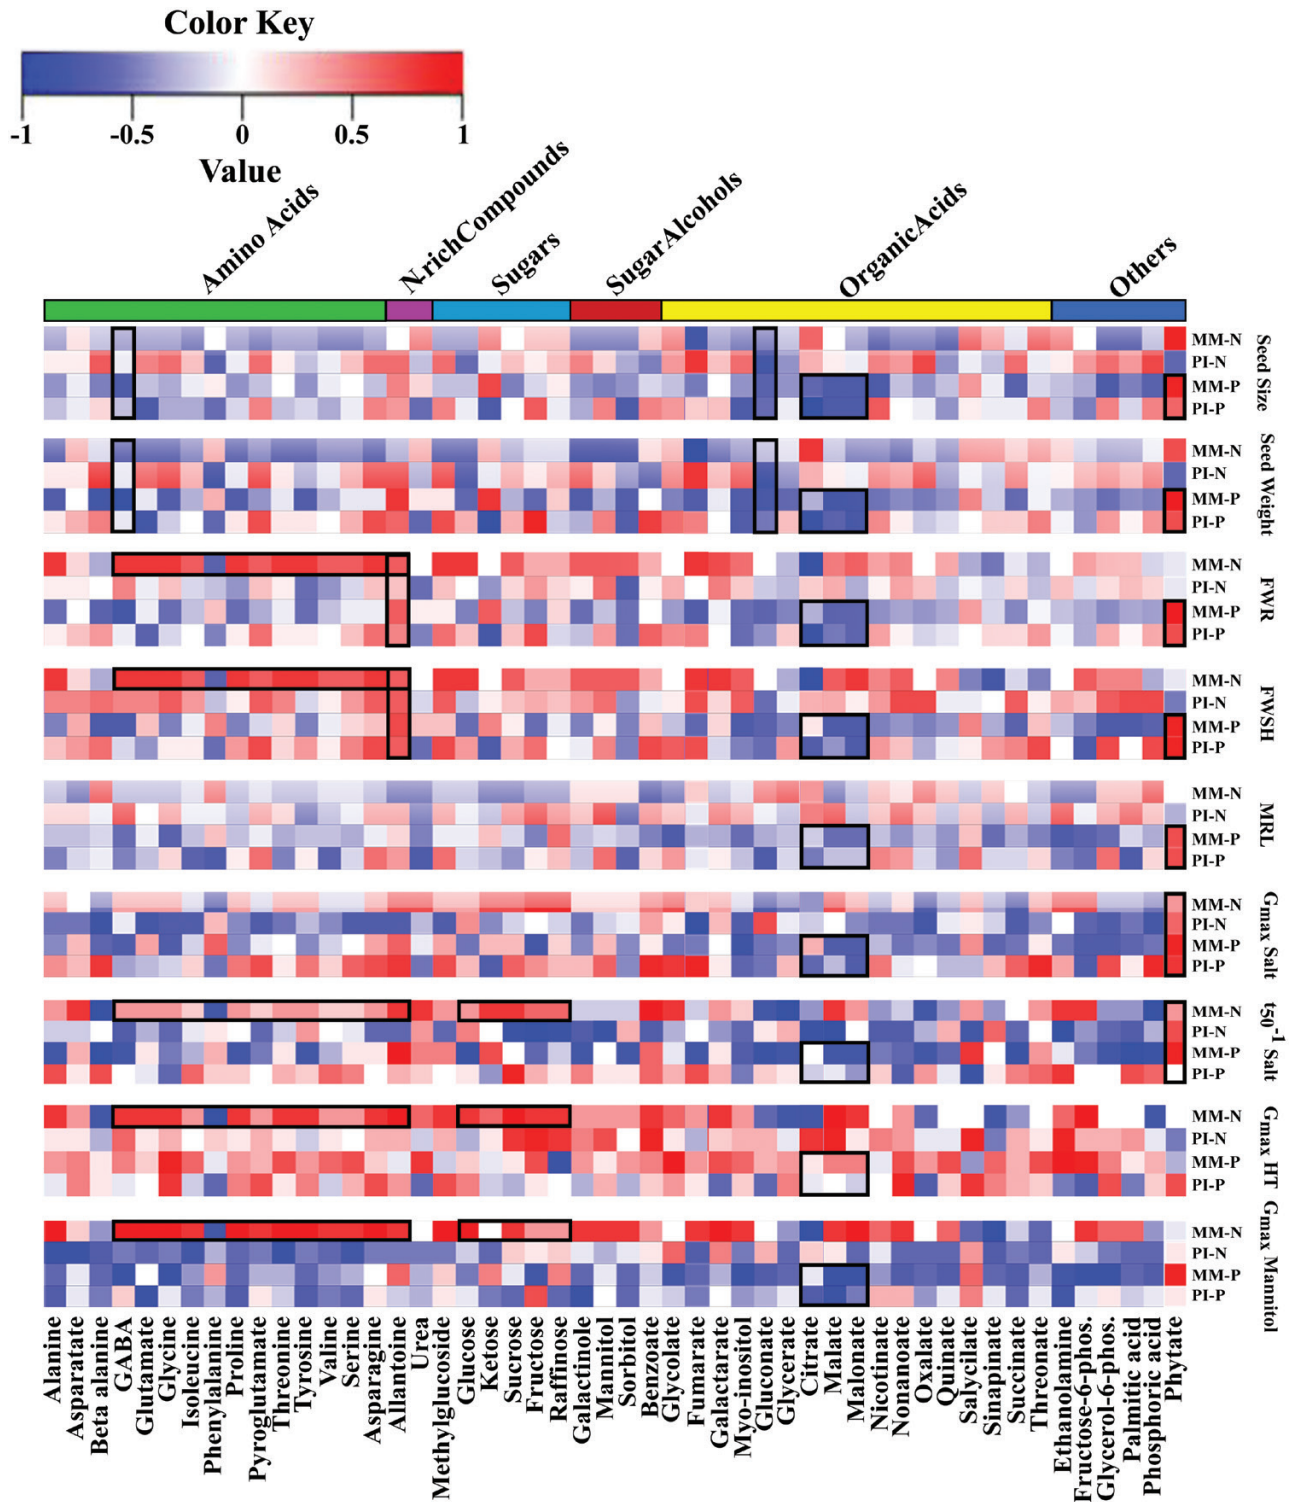 Color Key
-1 -0.5 0 0.5 1
Value
Amino Acids
N-richCompounds
Sugars
SugarAlcohols
OrganicAcids
Others
MM-N
PI-N
MM-P
PI-P
Seed Size
MM-N
PI-N
MM-P
PI-P
Seed Weight
MM-N
PI-N
MM-P
PI-P
FWR
MM-N
PI-N
MM-P
PI-P
FWSH
MM-N
PI-N
MM-P
PI-P
MRL
MM-N
PI-N
MM-P
PI-P
Gmax Salt
MM-N
PI-N
MM-P
PI-P
t50-1 Salt
MM-N
PI-N
MM-P
PI-P
Gmax HT
MM-N
PI-N
MM-P
PI-P
Gmax Mannitol
Alanine
Asparatate
Beta alanine
GABA
Glutamate
Glycine
Isoleucine
Phenylalanine
Proline
Pyroglutamate
Threonine
Tyrosine
Valine
Serine
Asparagine
Allantoine
Urea
Methylglucoside
Glucose
Ketose
Sucrose
Fructose
Raffinose
Galactinole
Mannitol
Sorbitol
Benzoate
Glycolate
Fumarate
Galactarate
Myo-inositol
Gluconate
Glycerate
Citrate
Malate
Malonate
Nicotinate
Nonanoate
Oxalate
Quinate
Salycilate
Sinapinate
Succinate
Threonate
Ethanolamine
Fructose-6-phos.
Glycerol-6-phos.
Palmitic acid
Phosphoric acid
Phytate